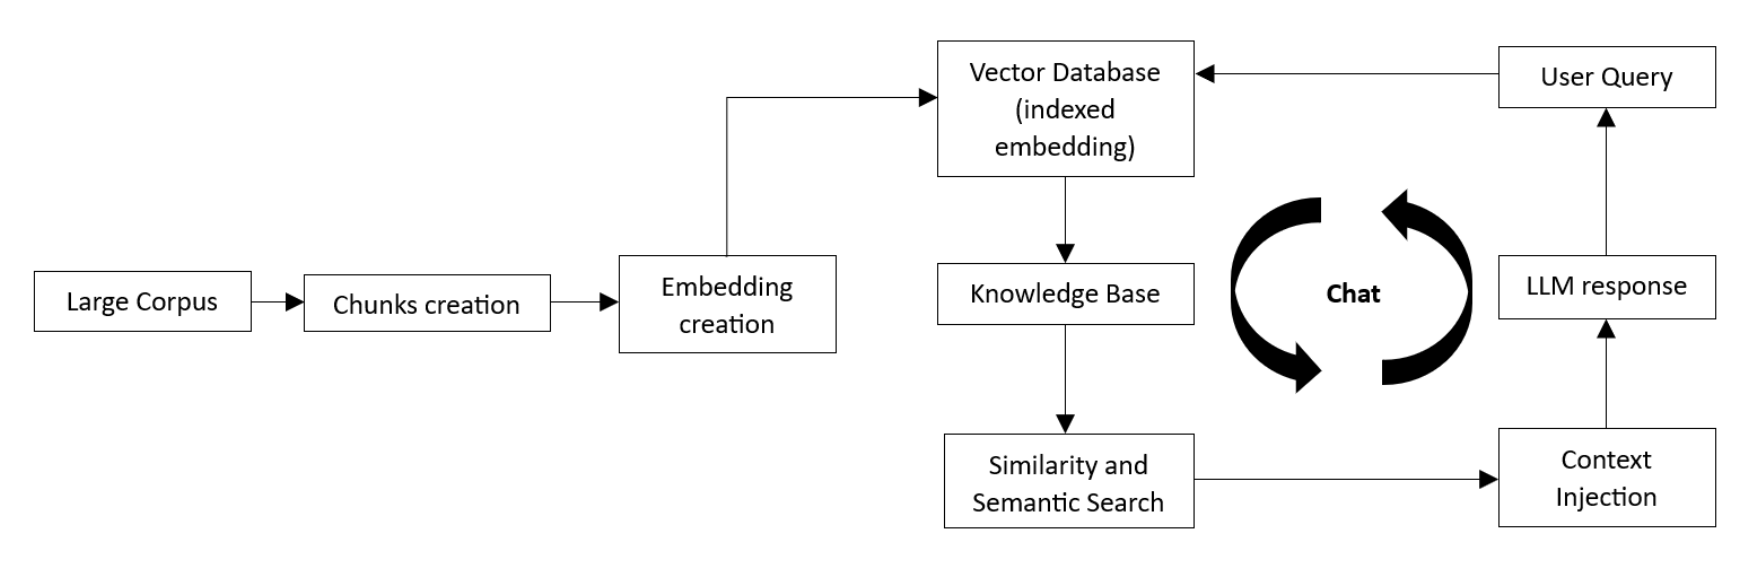 Large Corpus
Chunks creation
Embedding
creation
Vector Database
(indexed
embedding)
Knowledge Base
Similarity and
Semantic Search
Context
Injection
LLM response
User Query
Chat